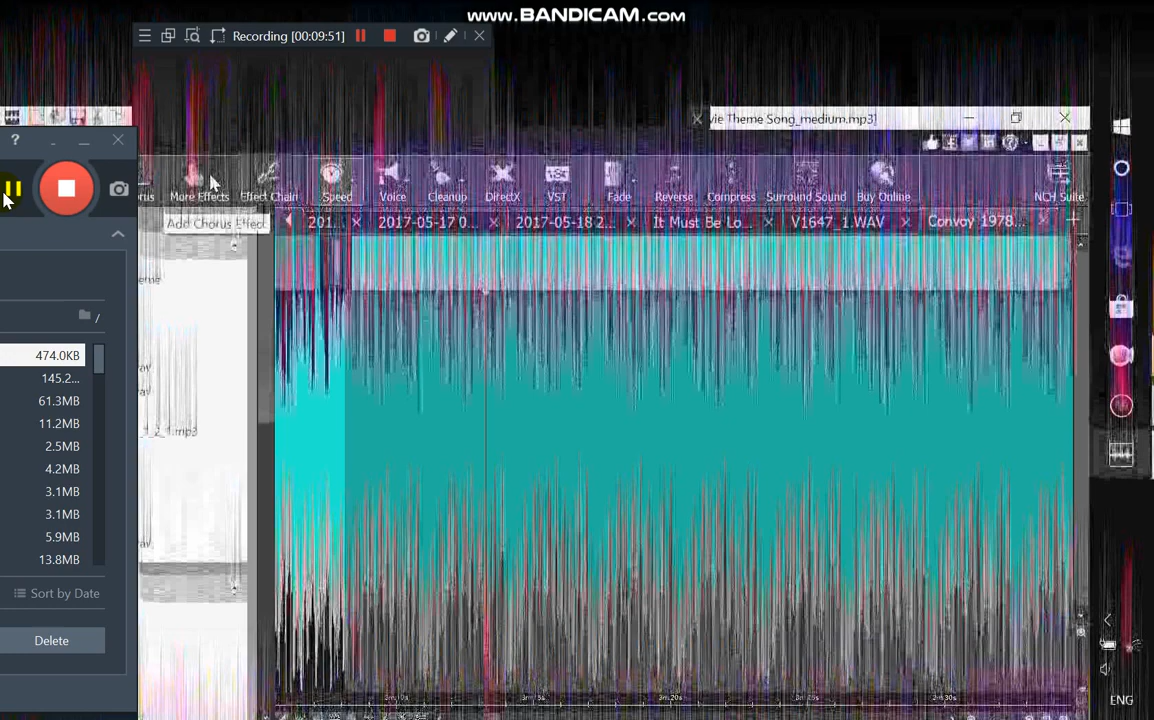 www.BANDICAM.com
Recording [00:09:51]
vie Theme Song_medium.mp3]
?
orus
More Effects
Effect Chain
Speed
Voice
Cleanup
DirectX
VST
Fade
Reverse
Compress
Surround Sound
Buy Online
NCH Suite
Add Chorus Effect
201...
2017-05-17 0...
2017-05-18 2...
It Must Be Lo...
V1647_1.WAV
Convoy 1978...
/
474.0KB
145.2...
61.3MB
11.2MB
2.5MB
4.2MB
3.1MB
3.1MB
5.9MB
13.8MB
Sort by Date
Delete
ENG